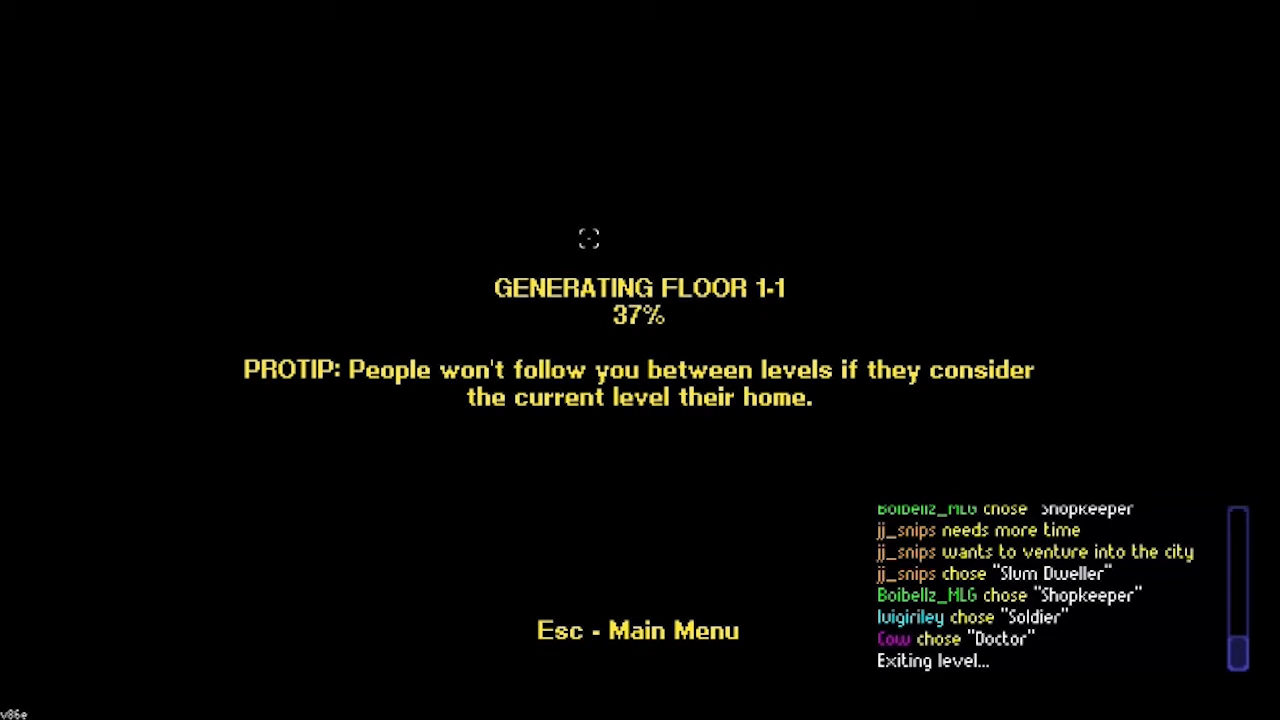 GENERATING FLOOR 1-1
37%
PROTIP: People won't follow you between levels if they consider
the current level their home.
Boibellz_MLG chose "Shopkeeper
jj_snips needs more time
jj_snips wants to venture into the city
jj_snips chose "Slum Dweller"
Boibellz_MLG chose "Shopkeeper"
luigiriley chose "Soldier"
Cow chose "Doctor"
Exiting level...
Esc - Main Menu
v86e